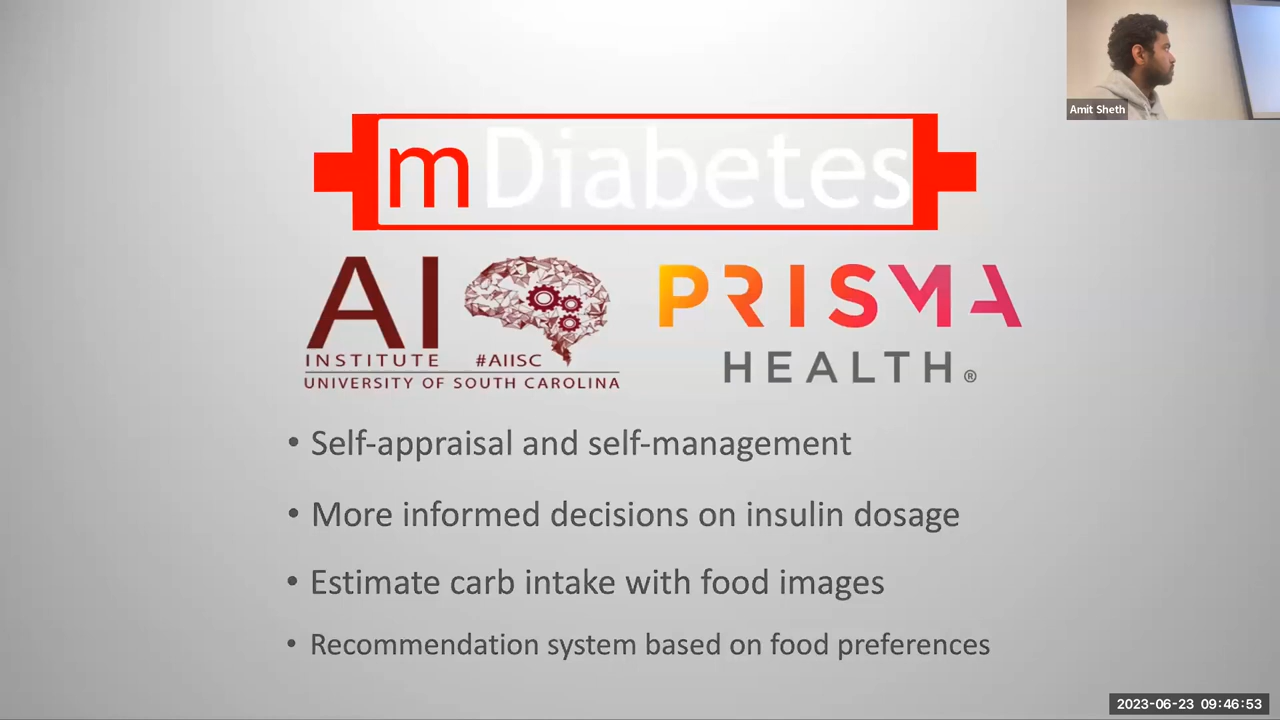 mDiabetes
AI
INSTITUTE #AIISC
UNIVERSITY OF SOUTH CAROLINA
PRISMA
HEALTH®
• Self-appraisal and self-management
• More informed decisions on insulin dosage
• Estimate carb intake with food images
• Recommendation system based on food preferences
Amit Sheth
2023-06-23 09:46:53